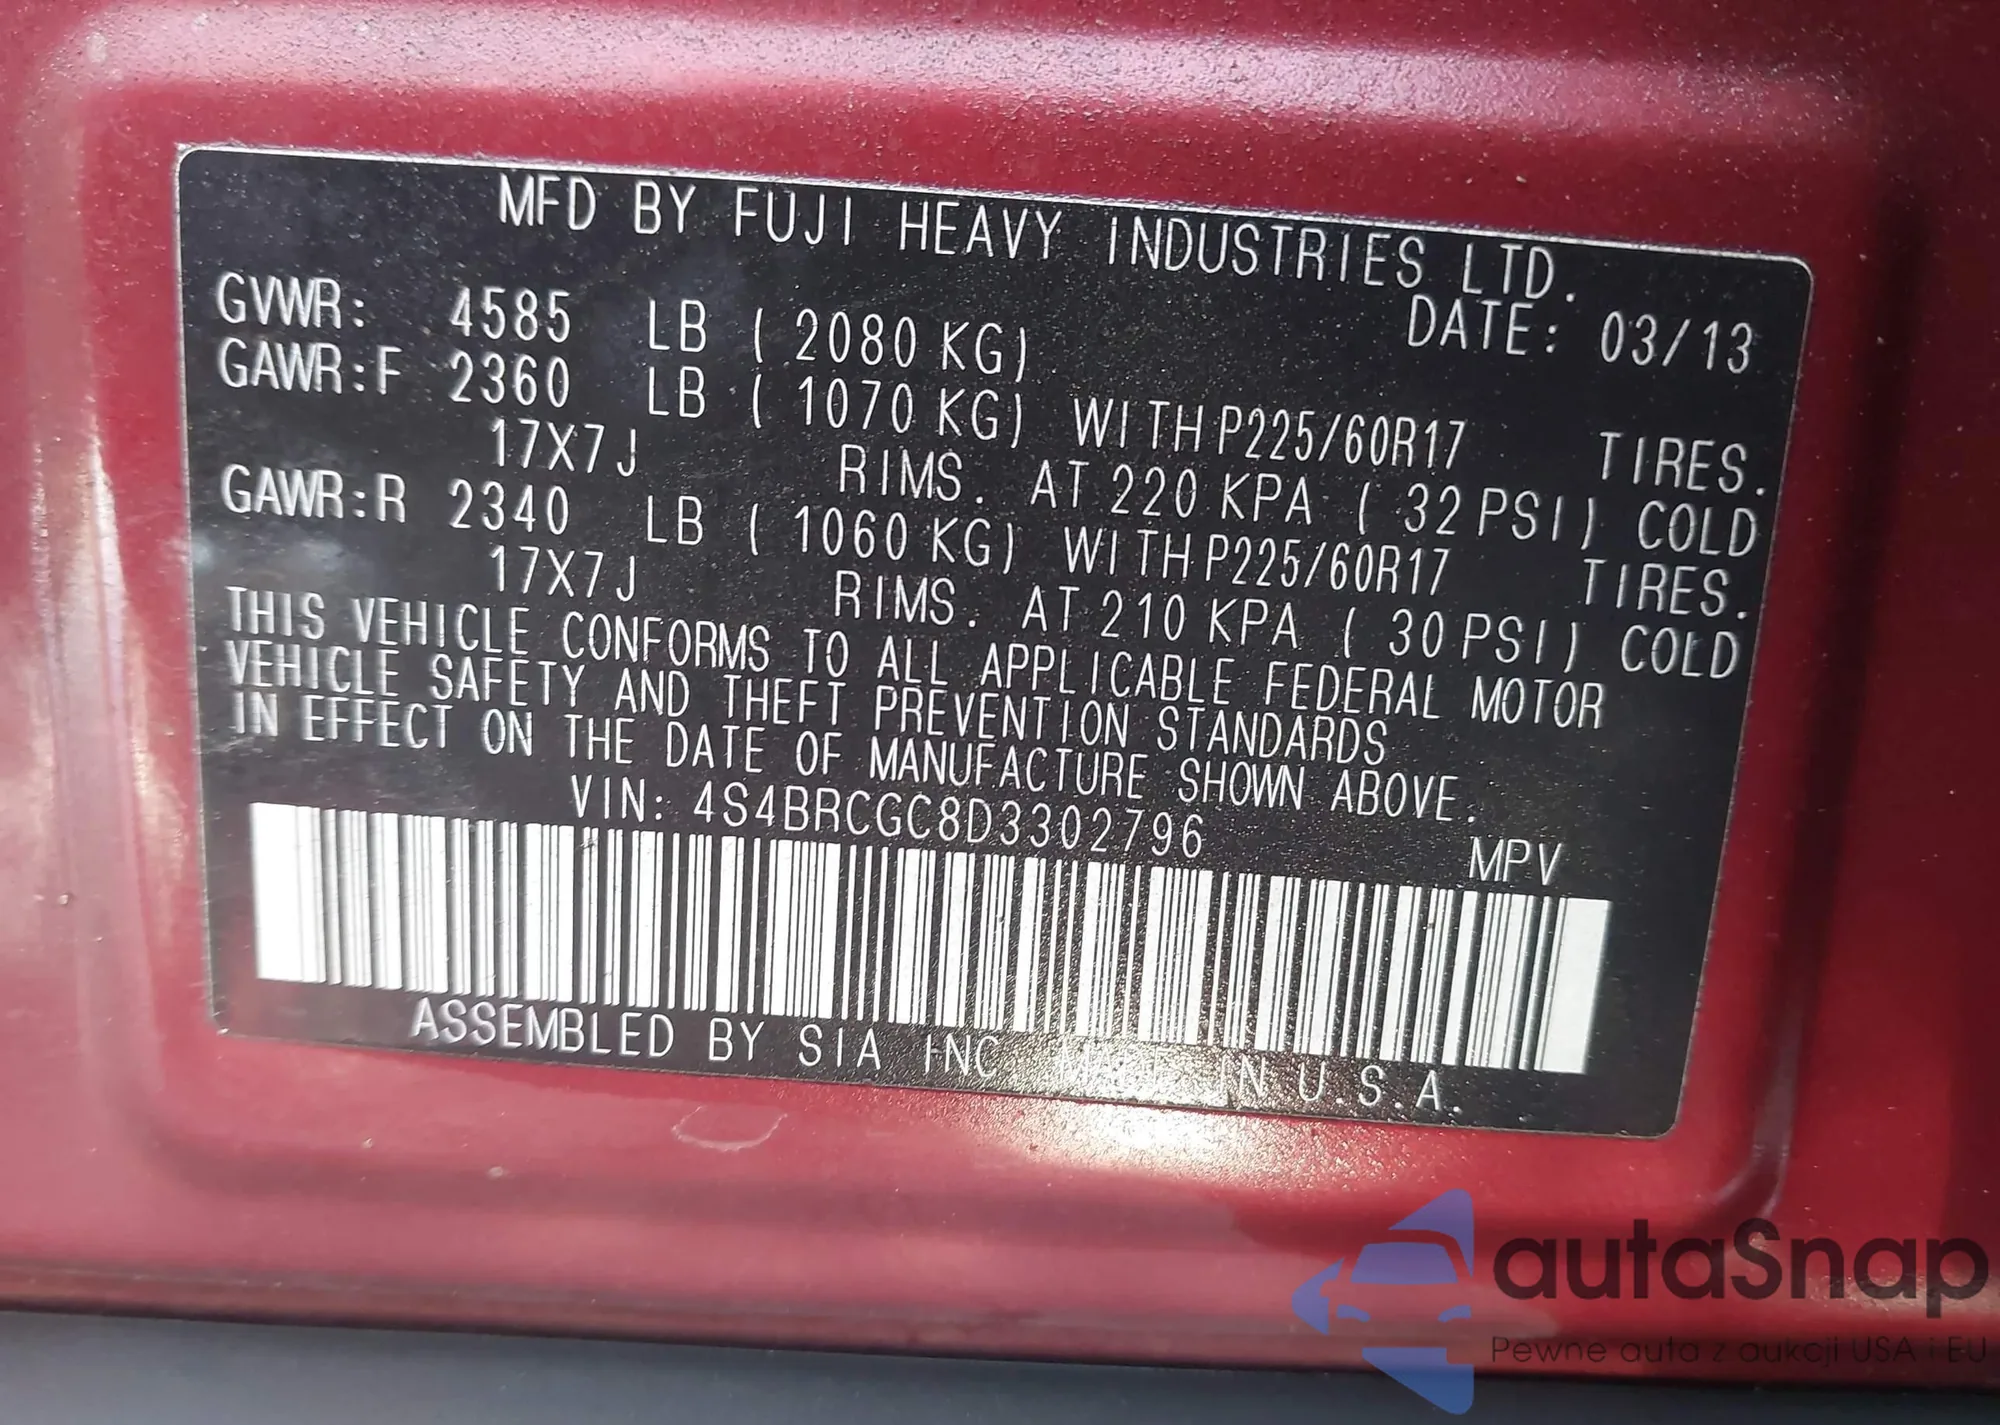 MFD BY FUJI HEAVY INDUSTRIES LTD.
DATE: 03/13
GVWR: 4585 LB ( 2080 KG)
GAWR:F 2360 LB ( 1070 KG) WITH P225/60R17 TIRES.
17X7J RIMS. AT 220 KPA ( 32 PSI) COLD
GAWR:R 2340 LB ( 1060 KG) WITH P225/60R17 TIRES.
17X7J RIMS. AT 210 KPA ( 30 PSI) COLD
THIS VEHICLE CONFORMS TO ALL APPLICABLE FEDERAL MOTOR
VEHICLE SAFETY AND THEFT PREVENTION STANDARDS
IN EFFECT ON THE DATE OF MANUFACTURE SHOWN ABOVE.
VIN: 4S4BRCGC8D3302796
MPV
ASSEMBLED BY SIA INC MADE IN U.S.A.
autaSnap
Pewne auta z aukcji USA i EU